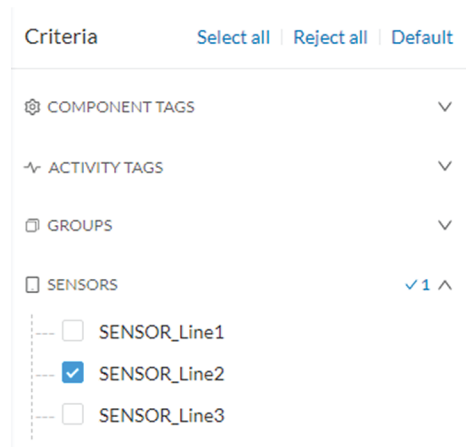 Criteria Select all Reject all Default
COMPONENT TAGS
ACTIVITY TAGS
GROUPS
SENSORS 1
SENSOR_Line1
SENSOR_Line2
SENSOR_Line3